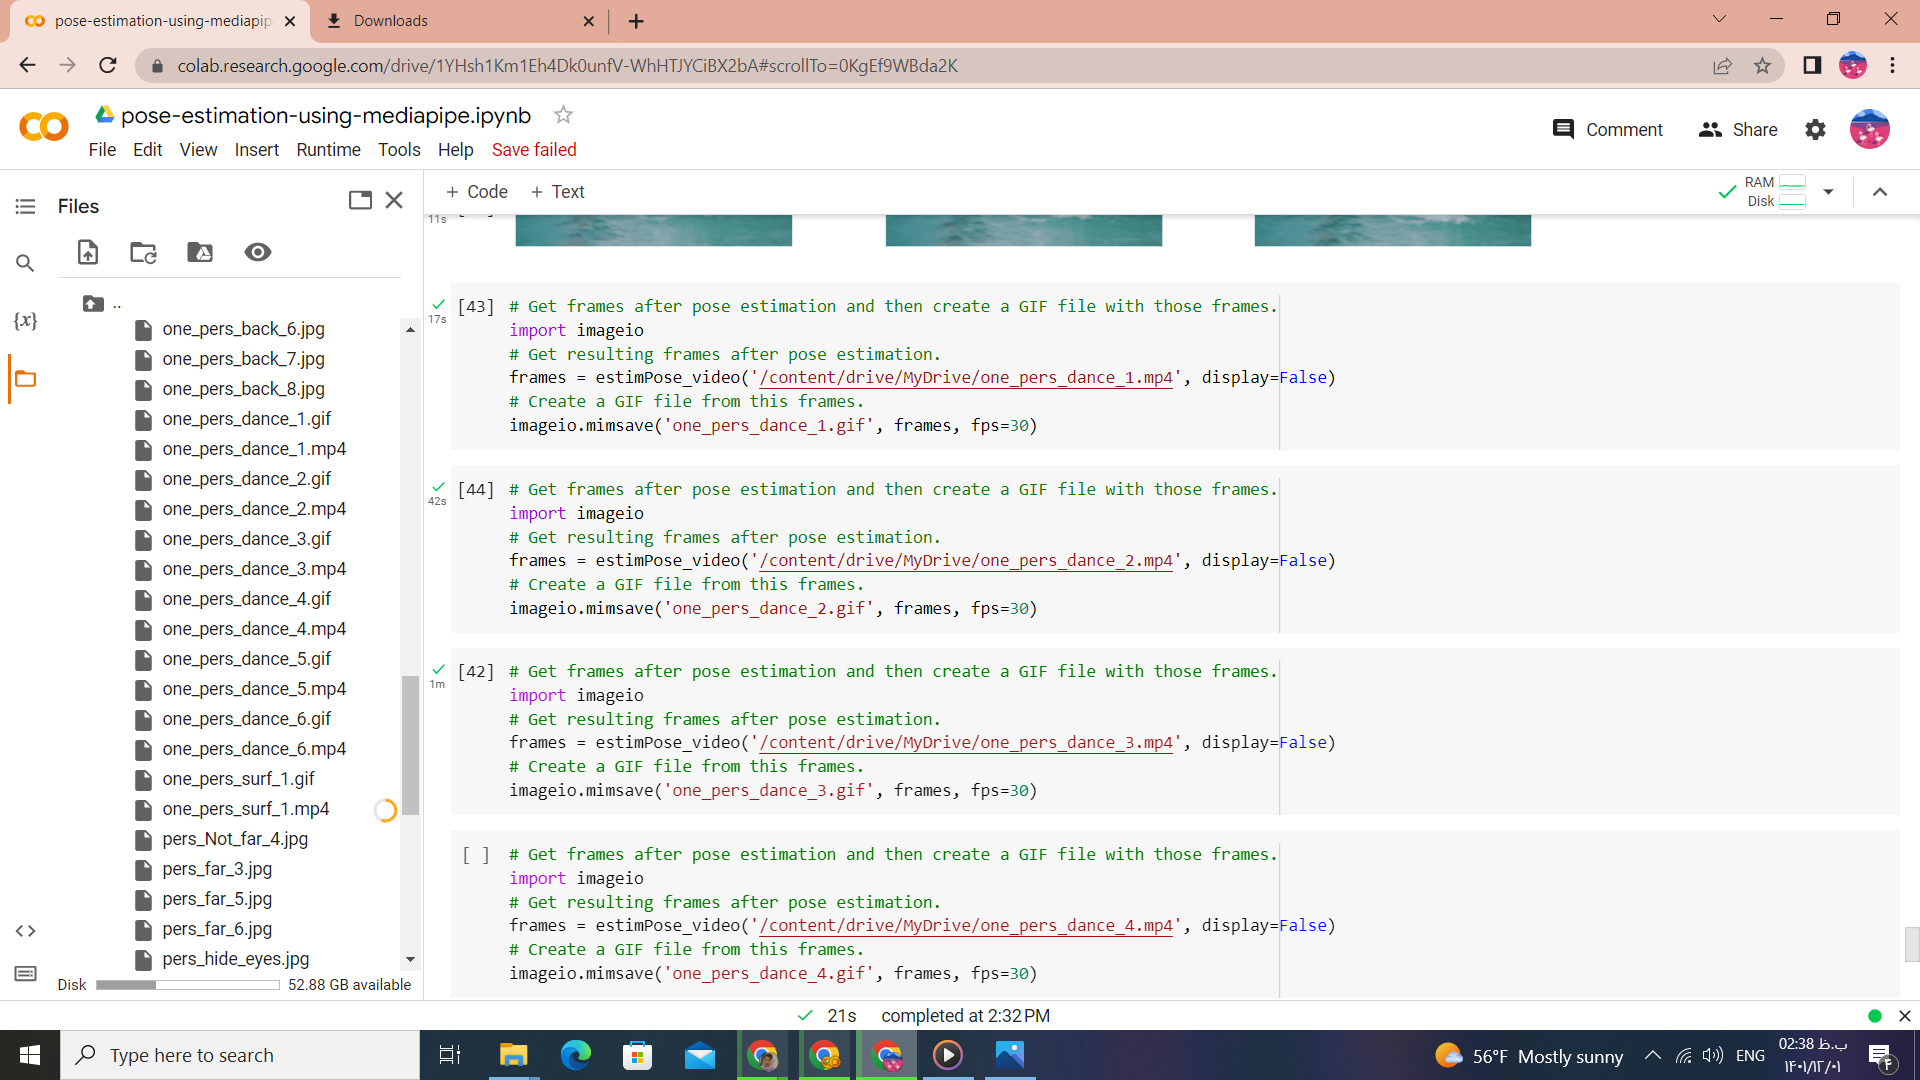 pose-estimation-using-mediapip
Downloads
colab.research.google.com/drive/1YHsh1Km1Eh4Dk0unfV-WhHTJYCiBX2bA#scrollTo=0KgEf9WBda2K
pose-estimation-using-mediapipe.ipynb
Comment
Share
File Edit View Insert Runtime Tools Help Save failed
Files
+ Code + Text
RAM
Disk
..
one_pers_back_6.jpg
one_pers_back_7.jpg
one_pers_back_8.jpg
one_pers_dance_1.gif
one_pers_dance_1.mp4
one_pers_dance_2.gif
one_pers_dance_2.mp4
one_pers_dance_3.gif
one_pers_dance_3.mp4
one_pers_dance_4.gif
one_pers_dance_4.mp4
one_pers_dance_5.gif
one_pers_dance_5.mp4
one_pers_dance_6.gif
one_pers_dance_6.mp4
one_pers_surf_1.gif
one_pers_surf_1.mp4
pers_Not_far_4.jpg
pers_far_3.jpg
pers_far_5.jpg
pers_far_6.jpg
pers_hide_eyes.jpg
Disk 52.88 GB available
11s
[43] # Get frames after pose estimation and then create a GIF file with those frames.
17s
import imageio
# Get resulting frames after pose estimation.
frames = estimPose_video('/content/drive/MyDrive/one_pers_dance_1.mp4', display=False)
# Create a GIF file from this frames.
imageio.mimsave('one_pers_dance_1.gif', frames, fps=30)
[44] # Get frames after pose estimation and then create a GIF file with those frames.
42s
import imageio
# Get resulting frames after pose estimation.
frames = estimPose_video('/content/drive/MyDrive/one_pers_dance_2.mp4', display=False)
# Create a GIF file from this frames.
imageio.mimsave('one_pers_dance_2.gif', frames, fps=30)
[42] # Get frames after pose estimation and then create a GIF file with those frames.
1m
import imageio
# Get resulting frames after pose estimation.
frames = estimPose_video('/content/drive/MyDrive/one_pers_dance_3.mp4', display=False)
# Create a GIF file from this frames.
imageio.mimsave('one_pers_dance_3.gif', frames, fps=30)
[ ] # Get frames after pose estimation and then create a GIF file with those frames.
import imageio
# Get resulting frames after pose estimation.
frames = estimPose_video('/content/drive/MyDrive/one_pers_dance_4.mp4', display=False)
# Create a GIF file from this frames.
imageio.mimsave('one_pers_dance_4.gif', frames, fps=30)
21s completed at 2:32 PM
Type here to search
56°F Mostly sunny
ENG
02:38 ب.ظ
۱۴۰۱/۱۲/۰۱
۴